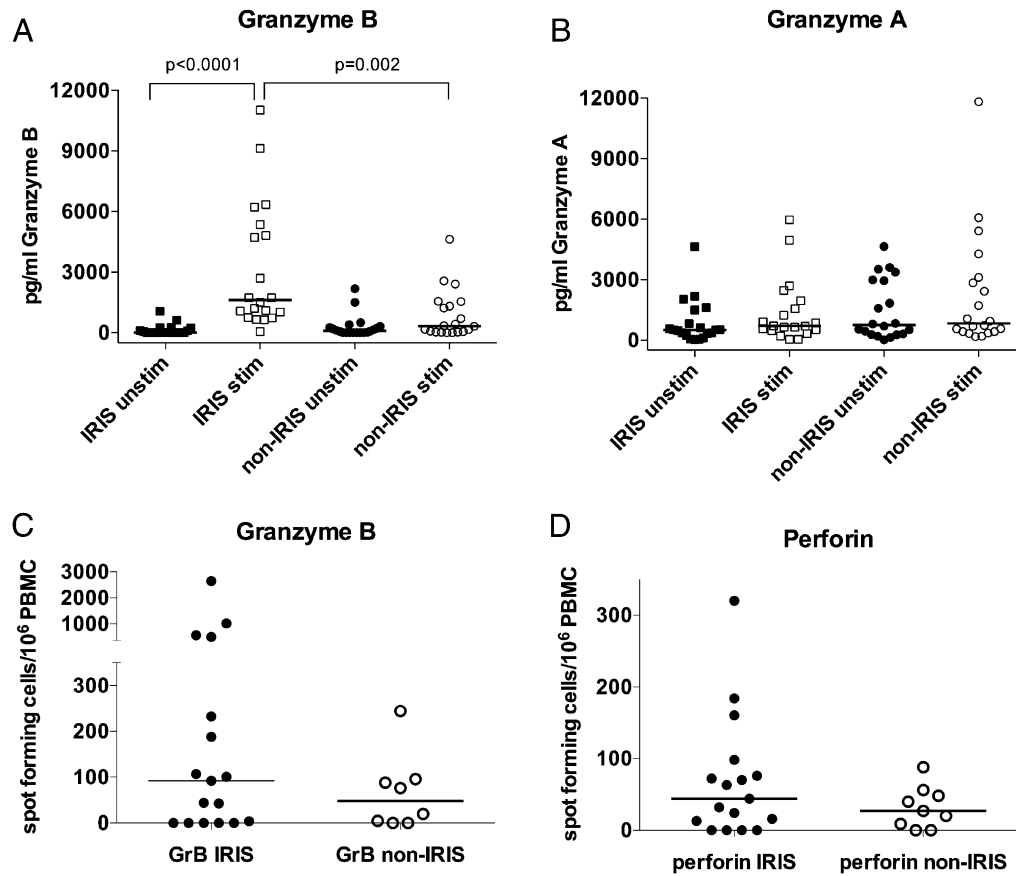 A
Granzyme B
p<0.0001
p=0.002
pg/ml Granzyme B
12000
9000
6000
3000
0
IRIS unstim
IRIS stim
non-IRIS unstim
non-IRIS stim
B
Granzyme A
pg/ml Granzyme A
12000
9000
6000
3000
0
IRIS unstim
IRIS stim
non-IRIS unstim
non-IRIS stim
C
Granzyme B
spot forming cells/10⁶ PBMC
3000
2000
1000
300
200
100
0
GrB IRIS
GrB non-IRIS
D
Perforin
spot forming cells/10⁶ PBMC
300
200
100
0
perforin IRIS
perforin non-IRIS